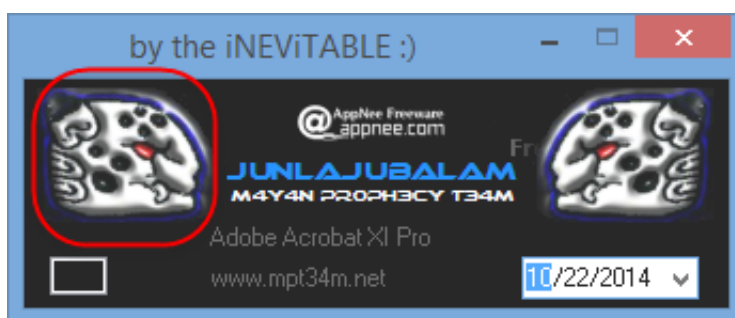 by the iNEViTABLE :)
AppNee Freeware
appnee.com
JUNLAJUBALAM
M4Y4N PR0PH3CY T34M
Adobe Acrobat XI Pro
www.mpt34m.net
10/22/2014